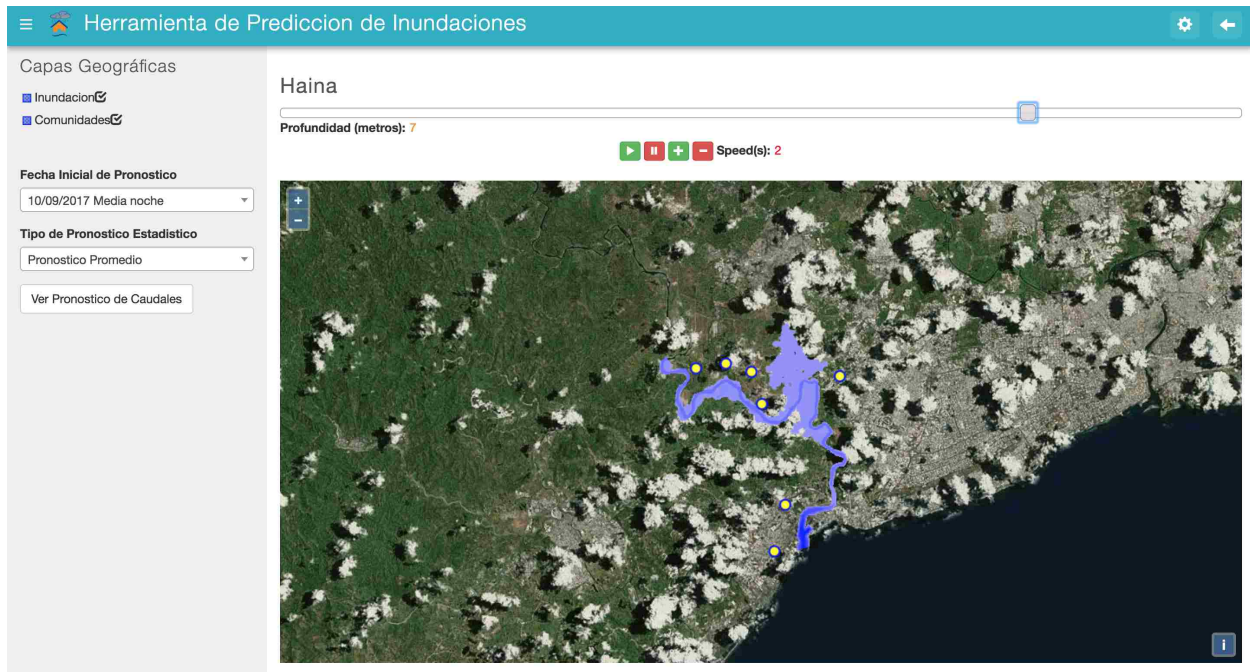 Herramienta de Prediccion de Inundaciones
Capas Geográficas
Inundacion
Comunidades
Fecha Inicial de Pronostico
10/09/2017 Media noche
Tipo de Pronostico Estadistico
Pronostico Promedio
Ver Pronostico de Caudales
Haina
Profundidad (metros): 7
Speed(s): 2
+
−
i